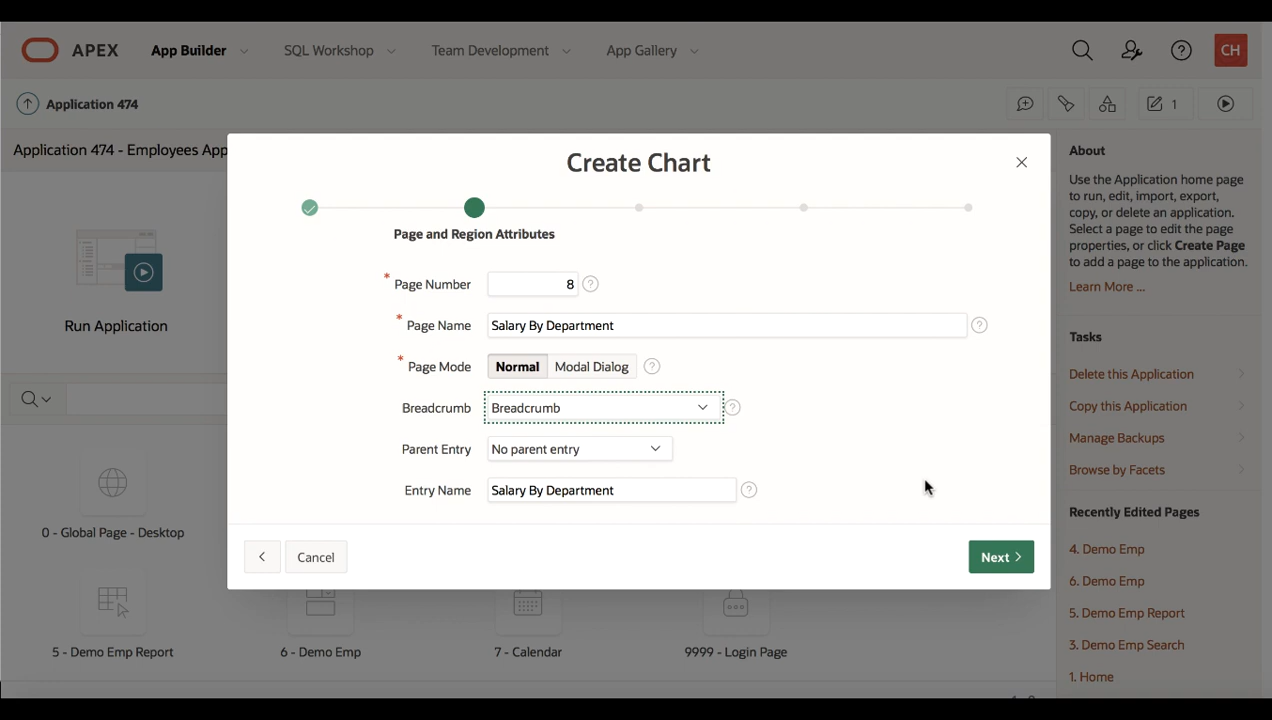 APEX App Builder SQL Workshop Team Development App Gallery CH
Application 474 1
Application 474 - Employees App
Run Application
Create Chart
Page and Region Attributes
* Page Number 8
* Page Name Salary By Department
* Page Mode Normal Modal Dialog
Breadcrumb Breadcrumb
Parent Entry No parent entry
Entry Name Salary By Department
Cancel Next
0 - Global Page - Desktop
5 - Demo Emp Report 6 - Demo Emp 7 - Calendar 9999 - Login Page
About
Use the Application home page
to run, edit, import, export,
copy, or delete an application.
Select a page to edit the page
properties, or click Create Page
to add a page to the application.
Learn More ...
Tasks
Delete this Application
Copy this Application
Manage Backups
Browse by Facets
Recently Edited Pages
4. Demo Emp
6. Demo Emp
5. Demo Emp Report
3. Demo Emp Search
1. Home